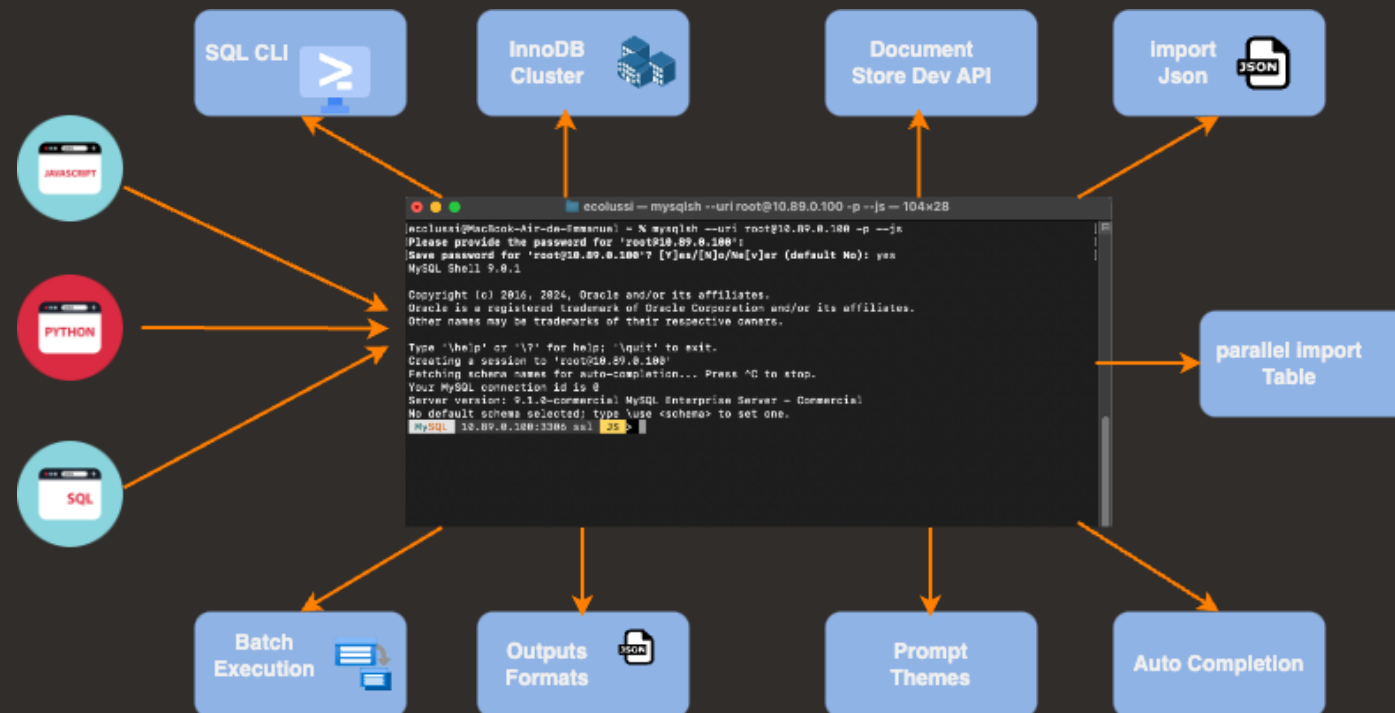 SQL CLI
InnoDB
Cluster
Document
Store Dev API
import
Json
JSON
JAVASCRIPT
PYTHON
SQL
ecolussi — mysqlsh --uri root@10.89.0.100 -p --js — 104×28
ecolussi@MacBook-Air-de-Emmanuel ~ % mysqlsh --uri root@10.89.0.100 -p --js
Please provide the password for 'root@10.89.0.100':
Save password for 'root@10.89.0.100'? [Y]es/[N]o/Ne[v]er (default No): yes
MySQL Shell 9.0.1
Copyright (c) 2016, 2024, Oracle and/or its affiliates.
Oracle is a registered trademark of Oracle Corporation and/or its affiliates.
Other names may be trademarks of their respective owners.
Type '\help' or '\?' for help; '\quit' to exit.
Creating a session to 'root@10.89.0.100'
Fetching schema names for auto-completion... Press ^C to stop.
Your MySQL connection id is 0
Server version: 9.1.0-commercial MySQL Enterprise Server - Commercial
No default schema selected; type \use <schema> to set one.
MySQL 10.89.0.100:3306 ssl JS >
parallel import
Table
Batch
Execution
Outputs
Formats
JSON
Prompt
Themes
Auto Completion